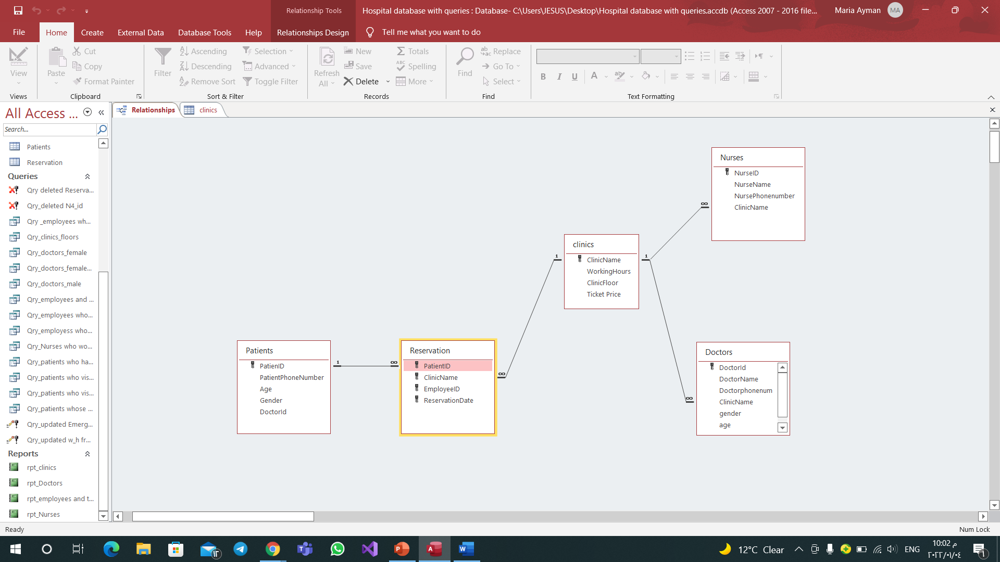 Relationship Tools
Hospital database with queries : Database- C:\Users\JESUS\Desktop\Hospital database with queries.accdb (Access 2007 - 2016 file...
Maria Ayman
MA
File
Home
Create
External Data
Database Tools
Help
Relationships Design
Tell me what you want to do
View
Views
Paste
Cut
Copy
Format Painter
Clipboard
Filter
Ascending
Descending
Remove Sort
Selection
Advanced
Toggle Filter
Sort & Filter
Refresh
All
New
Save
Delete
Totals
Spelling
More
Records
Find
Replace
Go To
Select
Find
B I U A
Text Formatting
All Access ...
Search...
Relationships
clinics
Patients
Reservation
Queries
Qry deleted Reserva...
Qry_deleted N4_id
Qry _employees wh...
Qry_clinics_floors
Qry_doctors_female
Qry_doctors_female...
Qry_doctors_male
Qry_employees and ...
Qry_employees who...
Qry_employess who...
Qry_Nurses who wo...
Qry_patients who ha...
Qry_patients who vis...
Qry_patients who vis...
Qry_patients whose ...
Qry_updated Emerg...
Qry_updated w_h fr...
Reports
rpt_clinics
rpt_Doctors
rpt_employees and t...
rpt_Nurses
Patients
PatienID
PatientPhoneNumber
Age
Gender
DoctorId
1
∞
Reservation
PatientID
ClinicName
EmployeeID
ReservationDate
∞
1
clinics
ClinicName
WorkingHours
ClinicFloor
Ticket Price
1
∞
Nurses
NurseID
NurseName
NursePhonenumber
ClinicName
∞
Doctors
DoctorId
DoctorName
Doctorphonenum
ClinicName
gender
age
Ready
Num Lock
١٣
12°C Clear
ENG
10:02 م
٢٠٢٢/٠١/٠٤
١